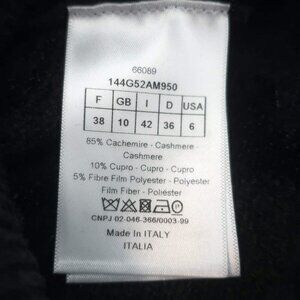 66089
144G52AM950
F GB I D USA
38 10 42 36 6
85% Cachemire - Cashmere
Cashmere
10% Cupro - Cupro - Cupro
5% Fibre Film Polyester - Polyester
Film Fiber - Poliéster
CNPJ 02-046-366/0003-99
Made In ITALY
ITALIA